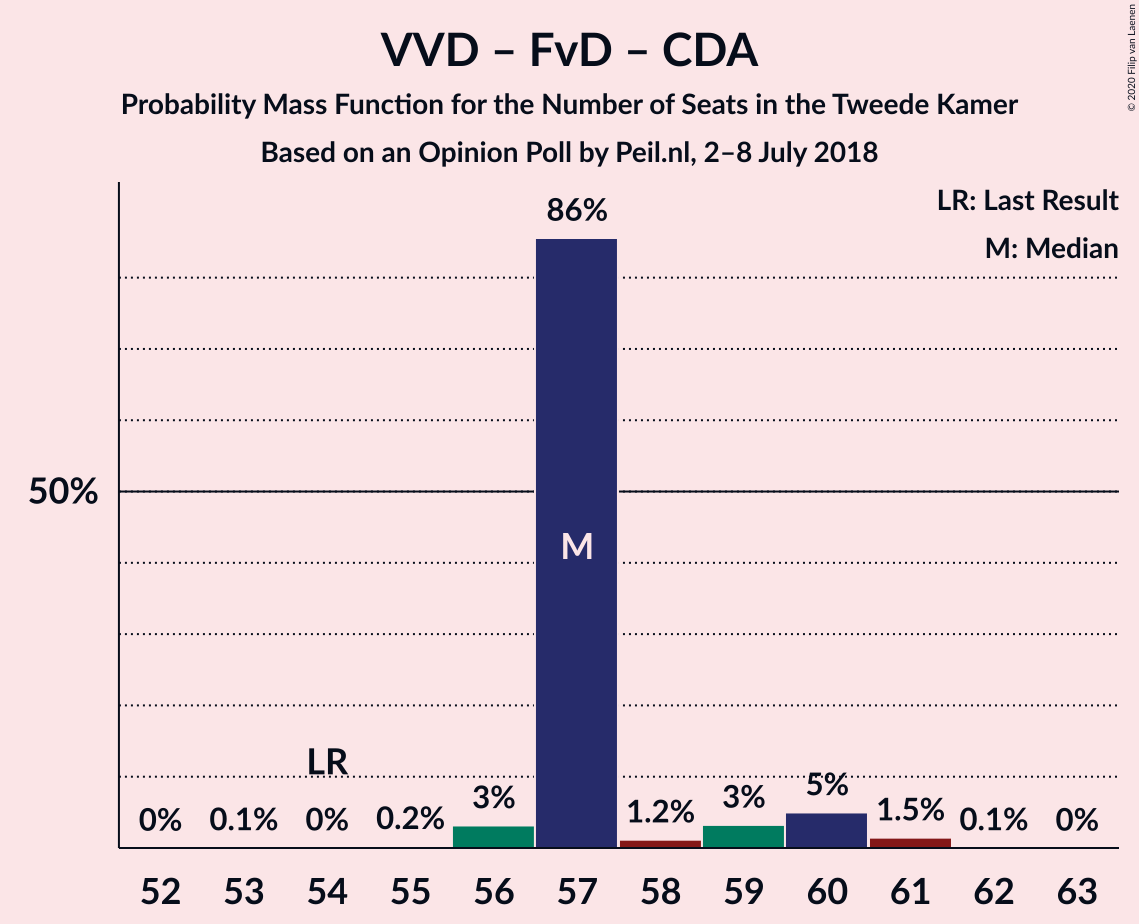 VVD – FvD – CDA
Probability Mass Function for the Number of Seats in the Tweede Kamer
Based on an Opinion Poll by Peil.nl, 2–8 July 2018
© 2020 Filip van Laenen
LR: Last Result
M: Median
86%
50%
M
LR
0%
0.1%
0%
0.2%
3%
1.2%
3%
5%
1.5%
0.1%
0%
52 53 54 55 56 57 58 59 60 61 62 63